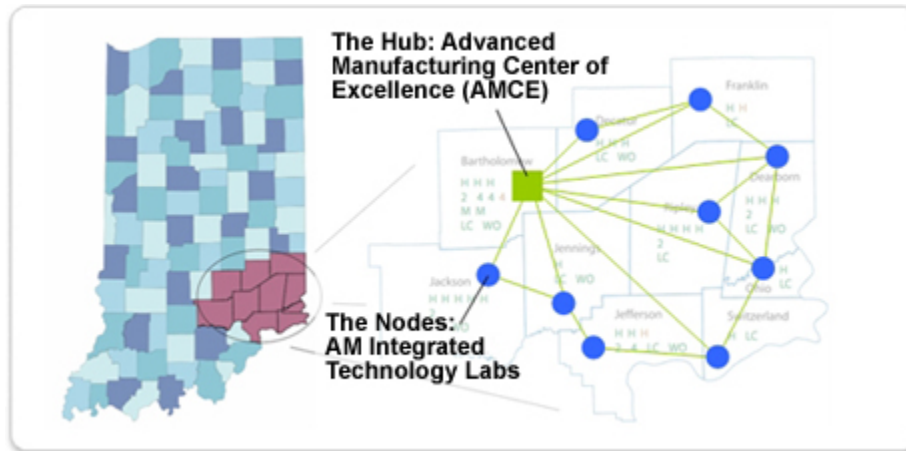 The Hub: Advanced
Manufacturing Center of
Excellence (AMCE)
Franklin
H H
LC
Decatur
H H H
LC WO
Bartholomew
H H H
2 4 4 4
M M
LC WO
Dearborn
H H H
2
LC WO
Ripley
H H H H
2
LC
Jennings
H
LC WO
H
LC
Ohio
Jackson
H H H H H
2
WO
Jefferson
H H H
2 4 LC WO
Switzerland
H LC
The Nodes:
AM Integrated
Technology Labs